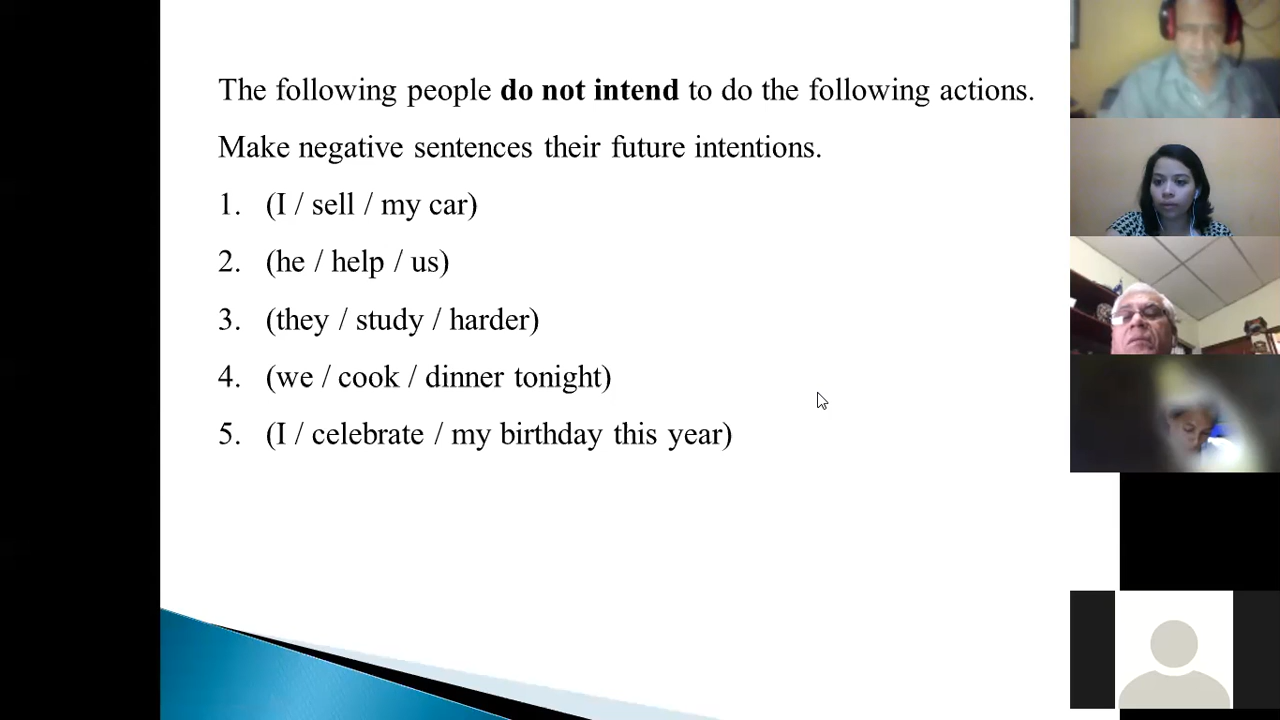 The following people do not intend to do the following actions.
Make negative sentences their future intentions.
1. (I / sell / my car)
2. (he / help / us)
3. (they / study / harder)
4. (we / cook / dinner tonight)
5. (I / celebrate / my birthday this year)